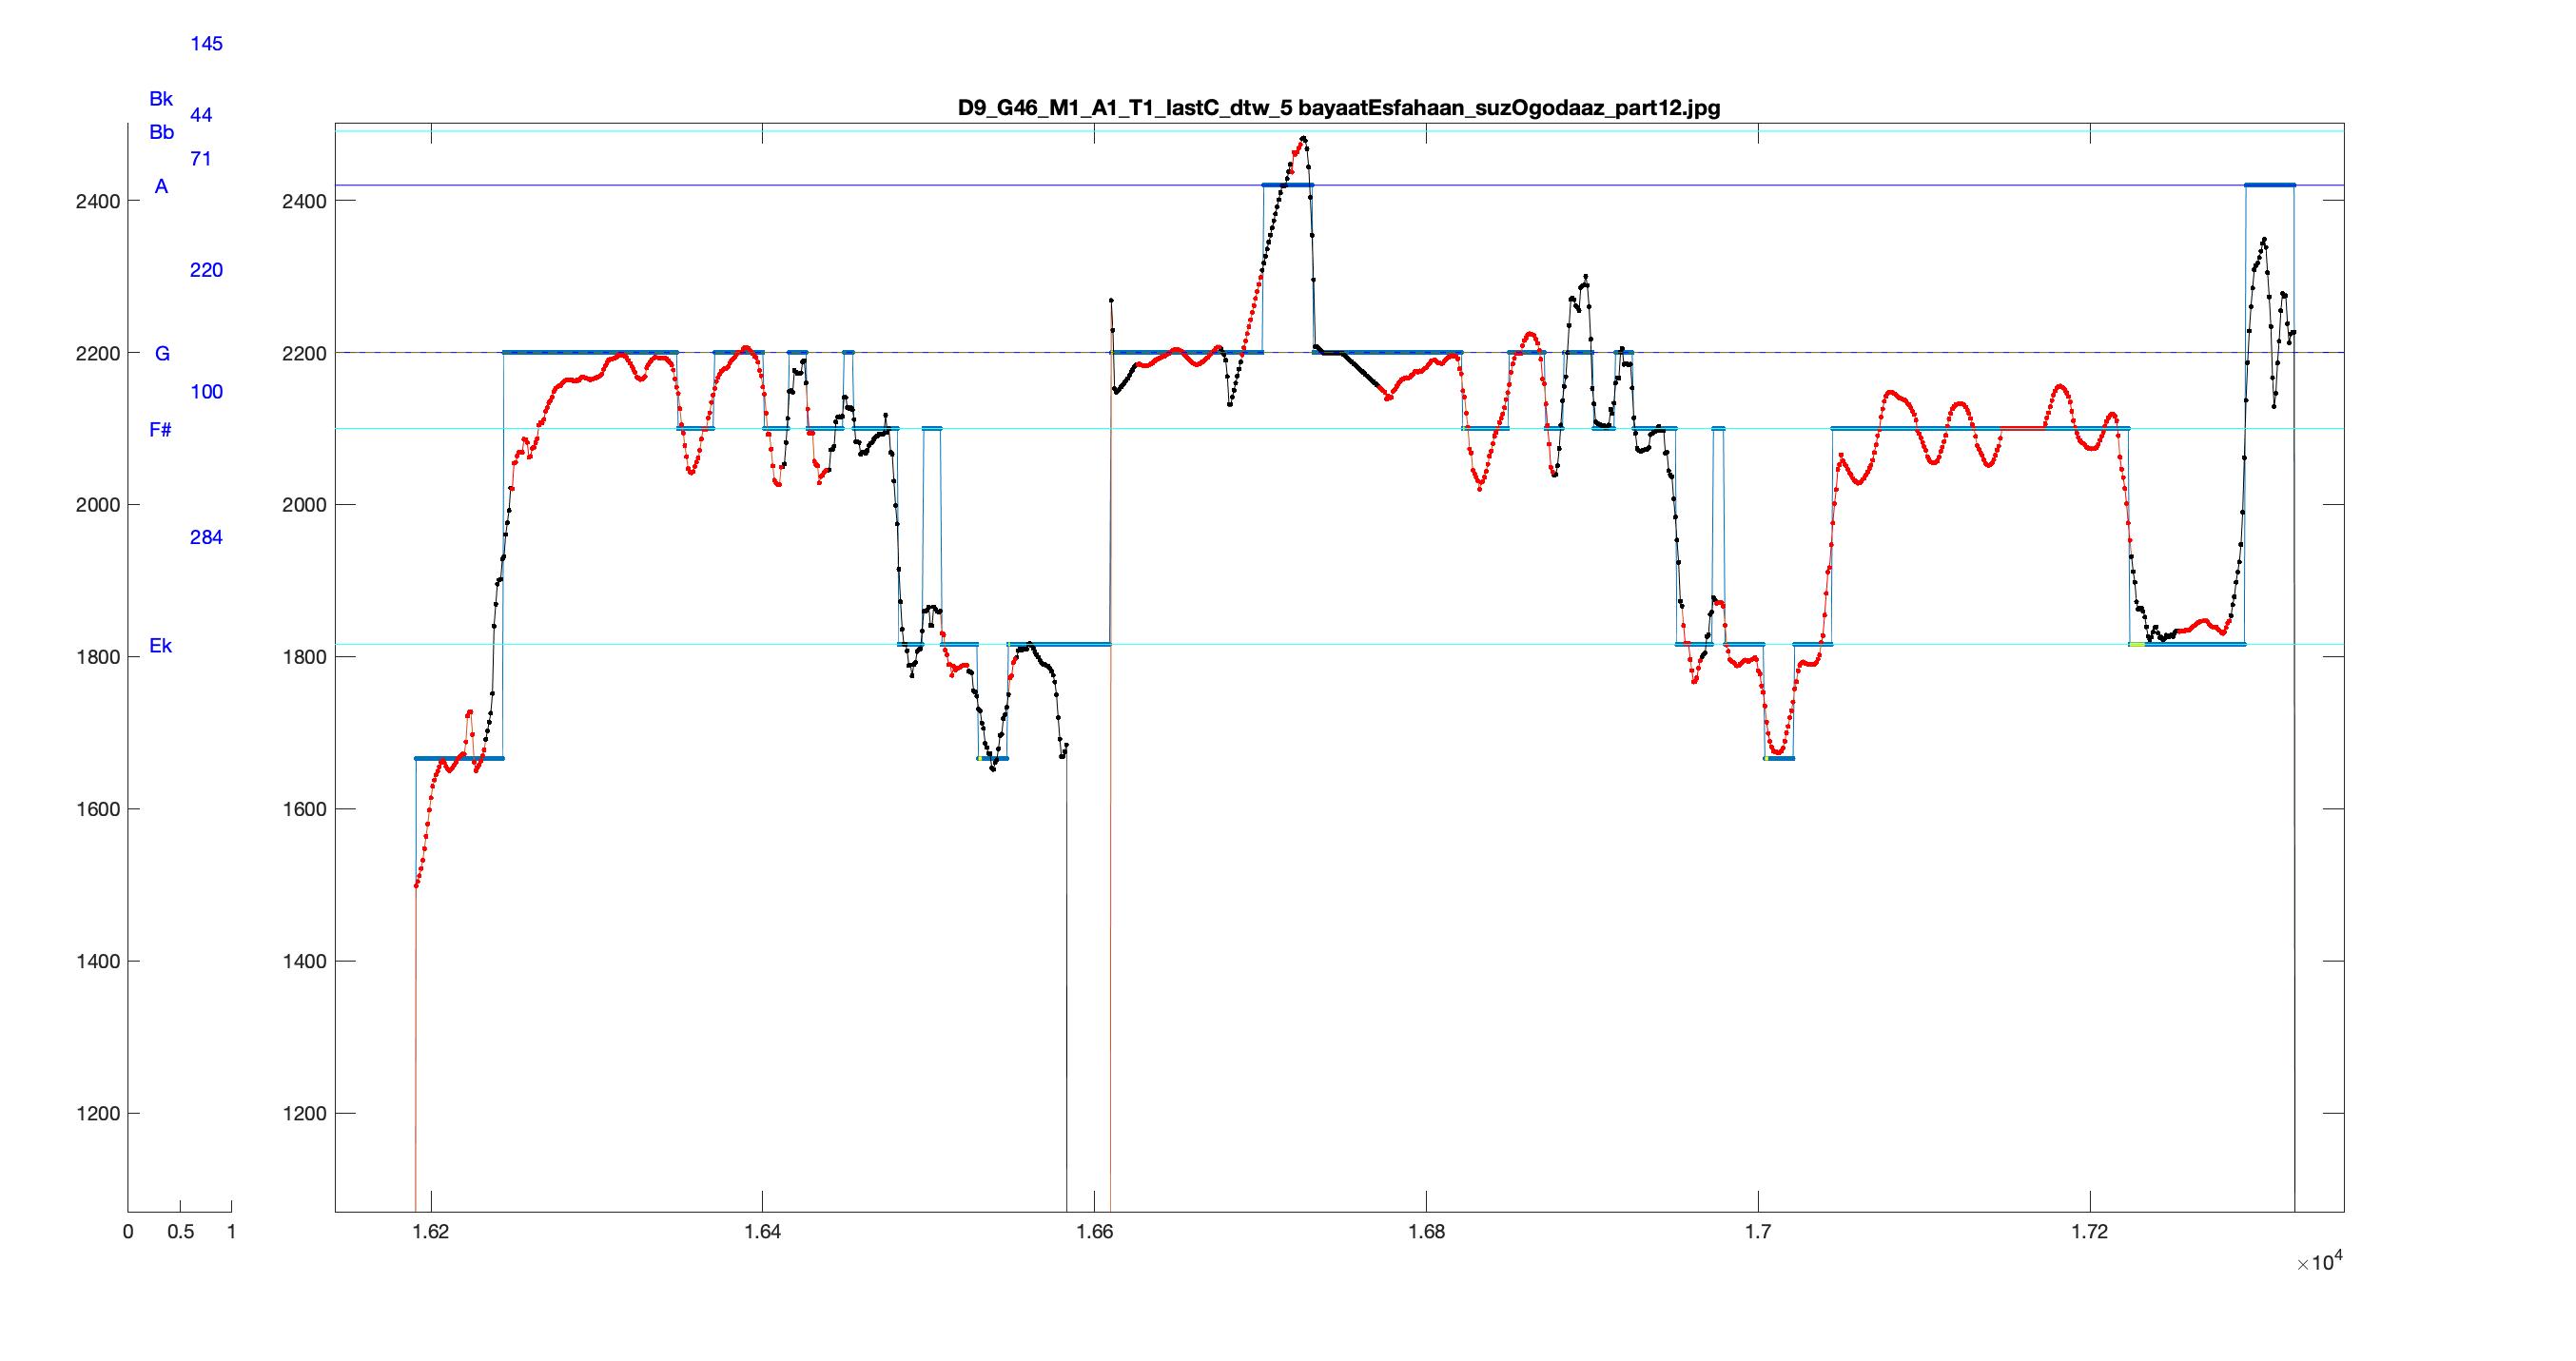 145
Bk
44
D9_G46_M1_A1_T1_lastC_dtw_5 bayaatEsfahaan_suzOgodaaz_part12.jpg
Bb
71
A
2400 2400
220
2200 G 2200
100
F#
2000 2000
284
Ek
1800 1800
1600 1600
1400 1400
1200 1200
0 0.5 1 1.62 1.64 1.66 1.68 1.7 1.72
×10^4